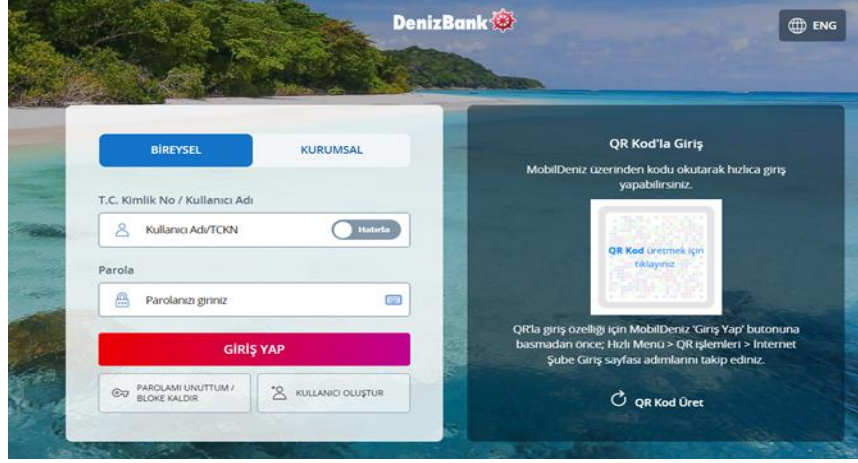 DenizBank
ENG
BİREYSEL
KURUMSAL
T.C. Kimlik No / Kullanıcı Adı
Kullanıcı Adı/TCKN
Hatırla
Parola
Parolanızı giriniz
GİRİŞ YAP
PAROLAMI UNUTTUM /
BLOKE KALDIR
KULLANICI OLUŞTUR
QR Kod'la Giriş
MobilDeniz üzerinden kodu okutarak hızlıca giriş
yapabilirsiniz.
QR Kod üretmek için
tıklayınız
QR'la giriş özelliği için MobilDeniz 'Giriş Yap' butonuna
basmadan önce; Hızlı Menü > QR işlemleri > İnternet
Şube Giriş sayfası adımlarını takip ediniz.
QR Kod Üret